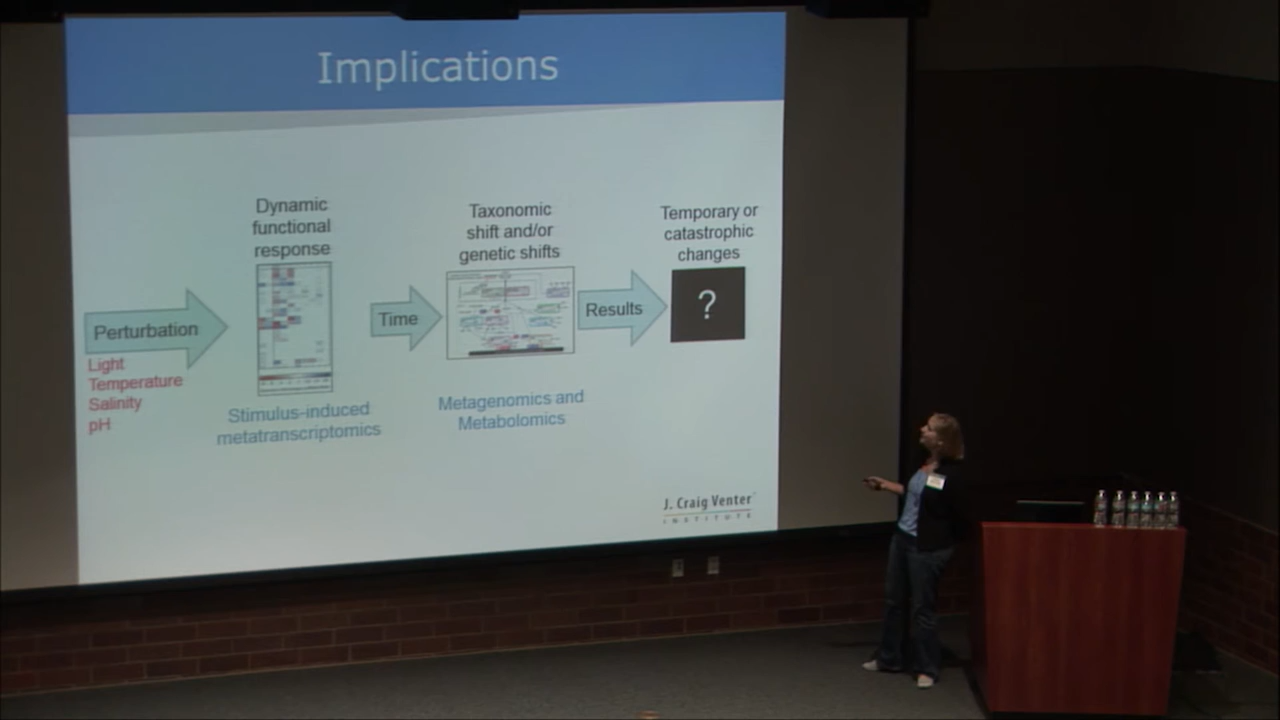 Implications
Dynamic
functional
response
Taxonomic
shift and/or
genetic shifts
Temporary or
catastrophic
changes
Perturbation
Time
Results
?
Light
Temperature
Salinity
pH
Stimulus-induced
metatranscriptomics
Metagenomics and
Metabolomics
J. Craig Venter
INSTITUTE